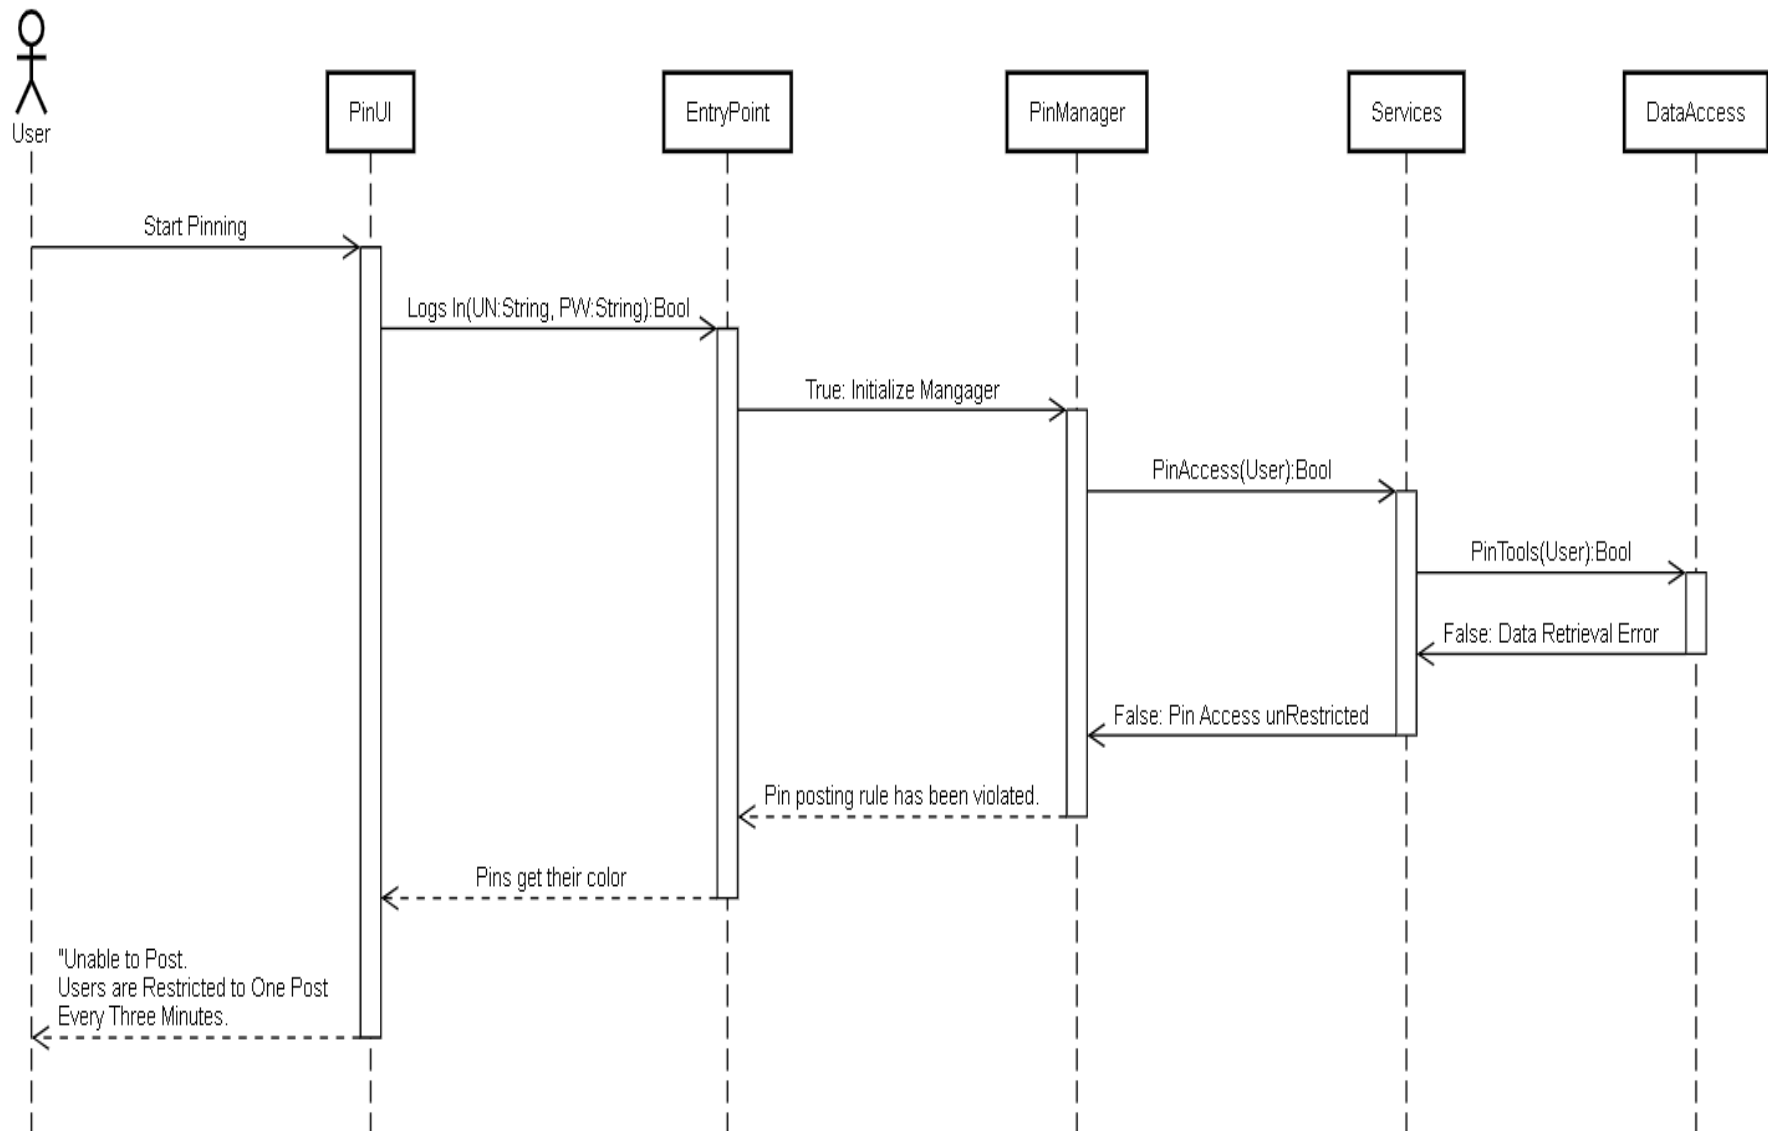 User
PinUI
EntryPoint
PinManager
Services
DataAccess
Start Pinning
Logs In(UN:String, PW:String):Bool
True: Initialize Mangager
PinAccess(User):Bool
PinTools(User):Bool
False: Data Retrieval Error
False: Pin Access unRestricted
Pin posting rule has been violated.
Pins get their color
"Unable to Post.
Users are Restricted to One Post
Every Three Minutes.